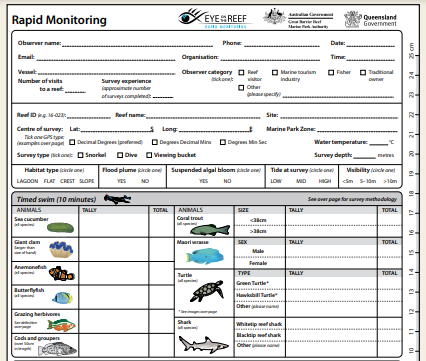 Rapid Monitoring
EYE ON THE REEF
Australian Government
Great Barrier Reef
Marine Park Authority
Queensland
Government
Observer name: Phone: Date:
Email: Organisation: Time:
Vessel: Observer category (tick one): Reef visitor Marine tourism industry Fisher Traditional owner
Other (please specify)
Number of visits to a reef: Survey experience (approximate number of surveys completed):
Reef ID (e.g. 16-023): Reef name: Site:
Centre of survey: Lat: S Long: E Marine Park Zone:
Tick one GPS type: (examples over page) Decimal Degrees (preferred) Degrees Decimal Mins Degrees Min Sec Water temperature: °C
Survey type (tick one): Snorkel Dive Viewing bucket Survey depth: metres
Habitat type (circle one) Flood plume (circle one) Suspended algal bloom (circle one) Tide at survey (circle one) Visibility (circle one)
LAGOON FLAT CREST SLOPE YES NO YES NO LOW MID HIGH <5m 5–10m >10m
Timed swim (10 minutes) See over page for survey methodology
ANIMALS TALLY TOTAL ANIMALS SIZE TALLY TOTAL
Sea cucumber
(all species)
Giant clam
(larger than
size of hand)
Anemonefish
(all species)
Butterflyfish
(all species)
Grazing herbivores
See definition
over page
Cods and groupers
(over 50cm
in length)
Coral trout
(all species)
<38cm
>38cm
Maori wrasse
SEX TALLY TOTAL
Male
Female
Turtle
(all species)
* See images over page
TYPE TALLY TOTAL
Green Turtle*
Hawksbill Turtle*
Other (please name)
Shark
(all species)
Whitetip reef shark
Blacktip reef shark
Other (please name)
25 cm
24
23
22
21
20
19
18
17
16
15
14
13
12
11
10